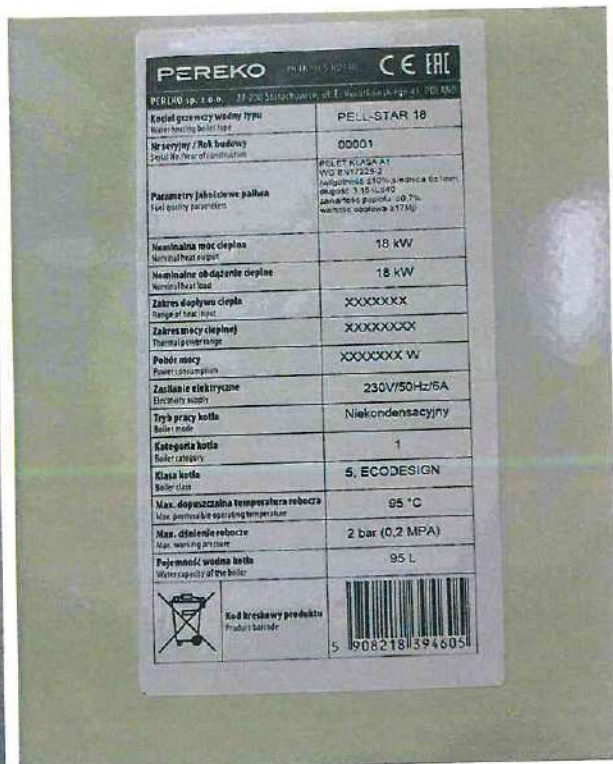 PEREKO CE EAC
PEREKO sp. z o.o. POLAND
Kocioł grzewczy wodny typu PELL-STAR 18
Water heating boiler type
Nr seryjny / Rok budowy 00001
Serial No./Year of construction
Parametry jakościowe paliwa
Fuel quality parameters
PELET KLASA A1
WG EN17225-2
Nominalna moc cieplna 18 kW
Nominal heat output
Nominalne obciążenie cieplne 18 kW
Nominal heat load
Zakres dopływu ciepła XXXXXXX
Range of heat input
Zakres mocy cieplnej XXXXXXXX
Thermal power range
Pobór mocy XXXXXXX W
Power consumption
Zasilanie elektryczne 230V/50Hz/6A
Electricity supply
Tryb pracy kotła Niekondensacyjny
Boiler mode
Kategoria kotła 1
Boiler category
Klasa kotła 5, ECODESIGN
Boiler class
Max. dopuszczalna temperatura robocza 95 °C
Max. permissible operating temperature
Max. ciśnienie robocze 2 bar (0,2 MPA)
Max. working pressure
Pojemność wodna kotła 95 L
Water capacity of the boiler
Kod kreskowy produktu
Product barcode
5 908218 394605